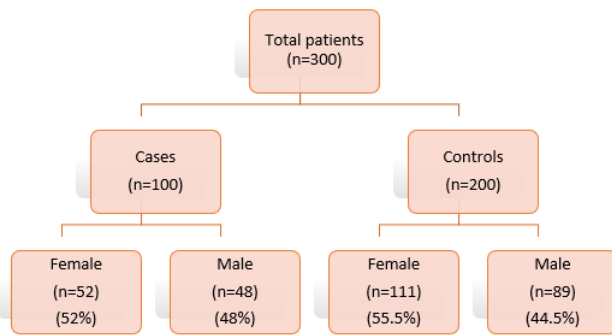 Total patients
(n=300)
Cases
(n=100)
Controls
(n=200)
Female
(n=52)
(52%)
Male
(n=48)
(48%)
Female
(n=111)
(55.5%)
Male
(n=89)
(44.5%)